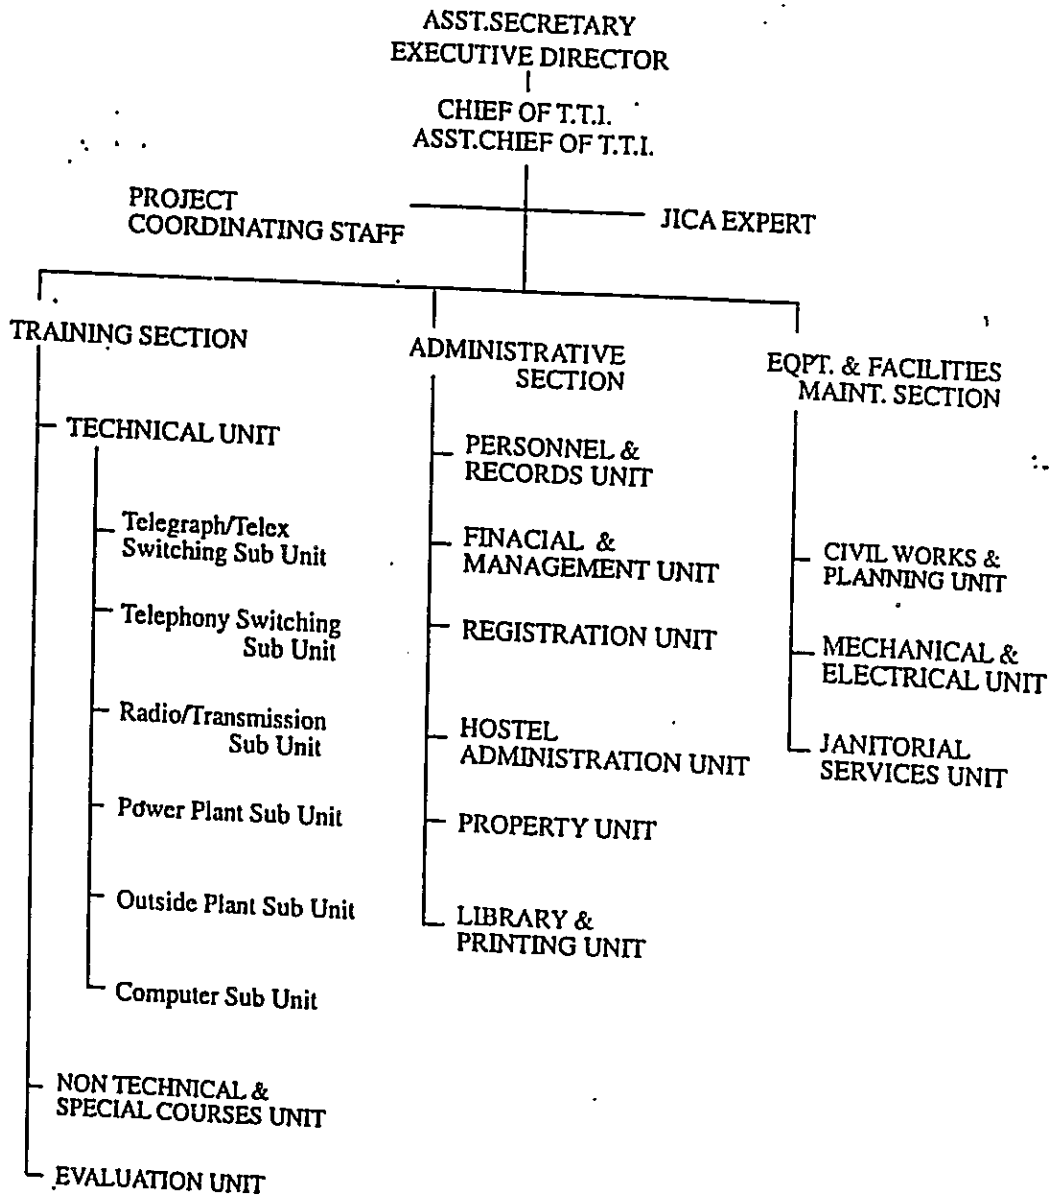 ASST.SECRETARY
EXECUTIVE DIRECTOR
CHIEF OF T.T.I.
ASST.CHIEF OF T.T.I.
PROJECT
COORDINATING STAFF
JICA EXPERT
TRAINING SECTION
TECHNICAL UNIT
Telegraph/Telex
Switching Sub Unit
Telephony Switching
Sub Unit
Radio/Transmission
Sub Unit
Power Plant Sub Unit
Outside Plant Sub Unit
Computer Sub Unit
NON TECHNICAL &
SPECIAL COURSES UNIT
EVALUATION UNIT
ADMINISTRATIVE
SECTION
PERSONNEL &
RECORDS UNIT
FINACIAL &
MANAGEMENT UNIT
REGISTRATION UNIT
HOSTEL
ADMINISTRATION UNIT
PROPERTY UNIT
LIBRARY &
PRINTING UNIT
EQPT. & FACILITIES
MAINT. SECTION
CIVIL WORKS &
PLANNING UNIT
MECHANICAL &
ELECTRICAL UNIT
JANITORIAL
SERVICES UNIT